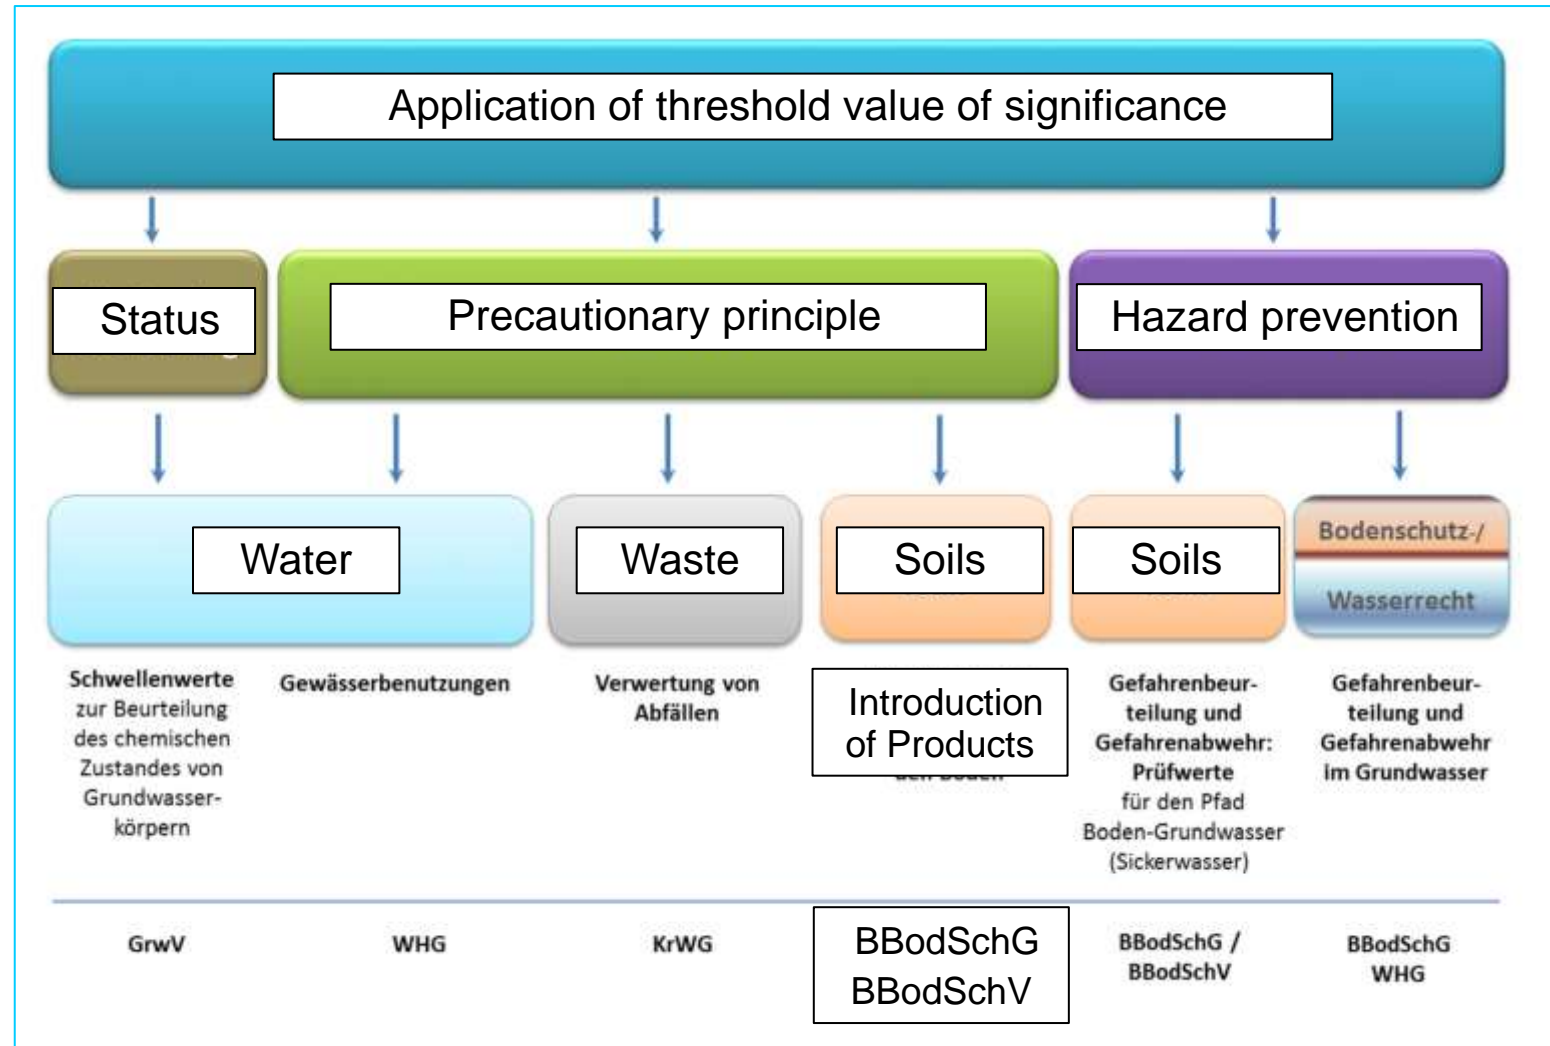 Application of threshold value of significance
Status
Precautionary principle
Hazard prevention
Water
Waste
Soils
Soils
Bodenschutz-/
Wasserrecht
Schwellenwerte
zur Beurteilung
des chemischen
Zustandes von
Grundwasser-
körpern
Gewässerbenutzungen
Verwertung von
Abfällen
Introduction
of Products
den Boden
Gefahrenbeur-
teilung und
Gefahrenabwehr:
Prüfwerte
für den Pfad
Boden-Grundwasser
(Sickerwasser)
Gefahrenbeur-
teilung und
Gefahrenabwehr
im Grundwasser
GrwV
WHG
KrWG
BBodSchG
BBodSchV
BBodSchG /
BBodSchV
BBodSchG
WHG